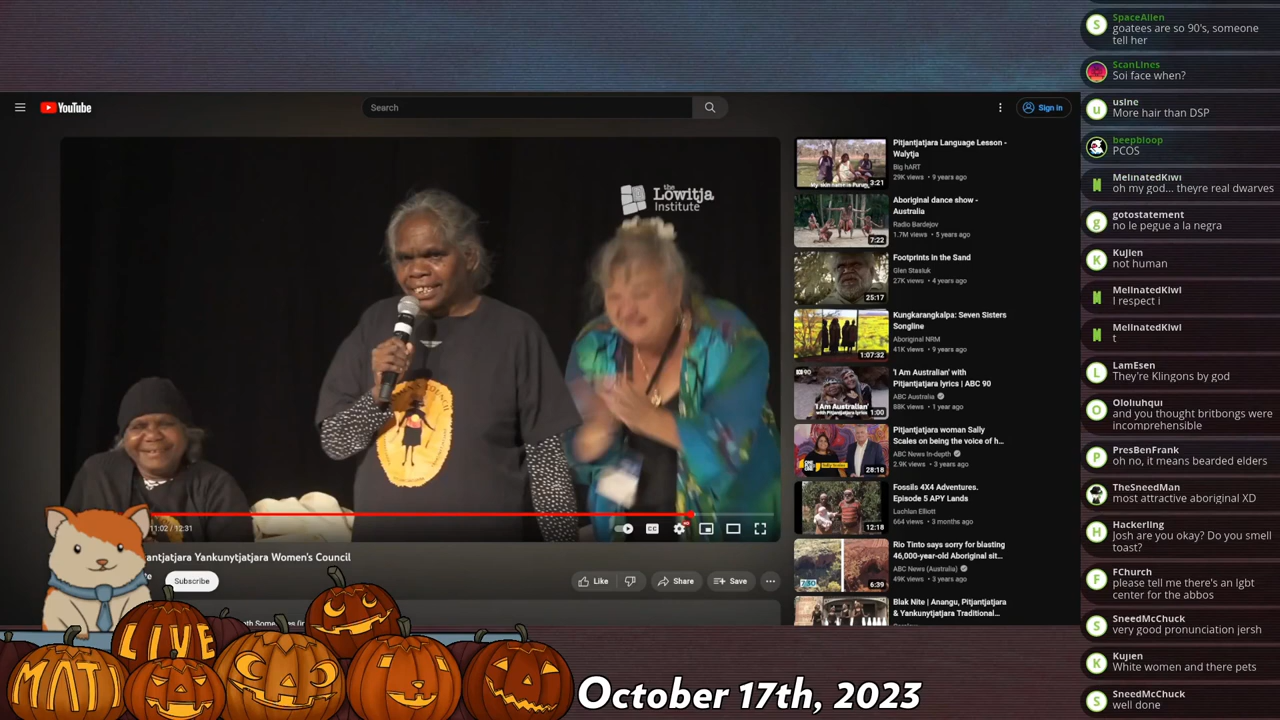 YouTube
Search
Sign in
the
Lowitja
Institute
11:02 / 12:31
CC
antjatjara Yankunytjatjara Women's Council
Subscribe
Like
Share
Save
Pitjantjatjara Language Lesson -
Walytja
Big hART
29K views • 9 years ago
3:21
Aboriginal dance show -
Australia
Radio Bardejov
1.7M views • 5 years ago
7:22
Footprints in the Sand
Glen Stasiuk
27K views • 4 years ago
25:17
Kungkarangkalpa: Seven Sisters
Songline
Aboriginal NRM
41K views • 9 years ago
1:07:32
'I Am Australian' with
Pitjantjatjara lyrics | ABC 90
ABC Australia
88K views • 1 year ago
'I Am Australian'
1:00
Pitjantjatjara woman Sally
Scales on being the voice of h...
ABC News In-depth
2.9K views • 3 years ago
28:18
Fossils 4X4 Adventures.
Episode 5 APY Lands
Lachlan Elliott
664 views • 3 months ago
12:18
Rio Tinto says sorry for blasting
46,000-year-old Aboriginal sit...
ABC News (Australia)
49K views • 3 years ago
7:30
6:39
Blak Nite | Anangu, Pitjantjatjara
& Yankunytjatjara Traditional...
SpaceAllen
goatees are so 90's, someone
tell her
ScanLines
Soi face when?
usine
More hair than DSP
beepbloop
PCOS
MelinatedKiwi
oh my god... theyre real dwarves
gotostatement
no le pegue a la negra
Kujien
not human
MelinatedKiwi
I respect i
MelinatedKiwi
t
LamEsen
They're Klingons by god
Ololiuhqui
and you thought britbongs were
incomprehensible
PresBenFrank
oh no, it means bearded elders
TheSneedMan
most attractive aboriginal XD
Hackerling
Josh are you okay? Do you smell
toast?
FChurch
please tell me there's an lgbt
center for the abbos
SneedMcChuck
very good pronunciation jersh
Kujien
White women and there pets
SneedMcChuck
well done
LIVE
MATI
October 17th, 2023